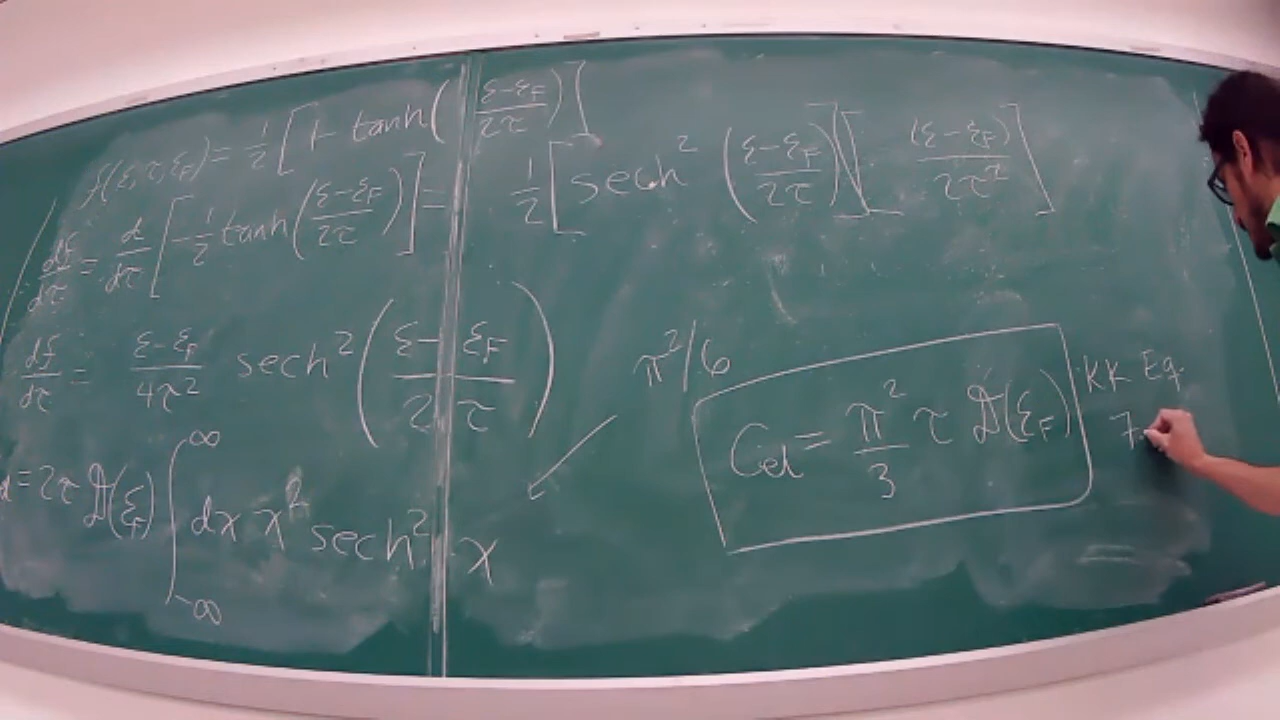 f(ε,τ,ε_F) = 1/2 [1 - tanh((ε-ε_F)/2τ)]
df/dτ = d/dτ [-1/2 tanh((ε-ε_F)/2τ)] = 1/2 [sech² ((ε-ε_F)/2τ)] [(ε-ε_F)/2τ²]
df/dτ = (ε-ε_F)/4τ² sech² ((ε-ε_F)/2τ)
π²/6
= 2τ D(ε_F) ∫_{-∞}^{∞} dx x² sech² x
C_el = π²/3 τ D(ε_F)
KK Eq.
7